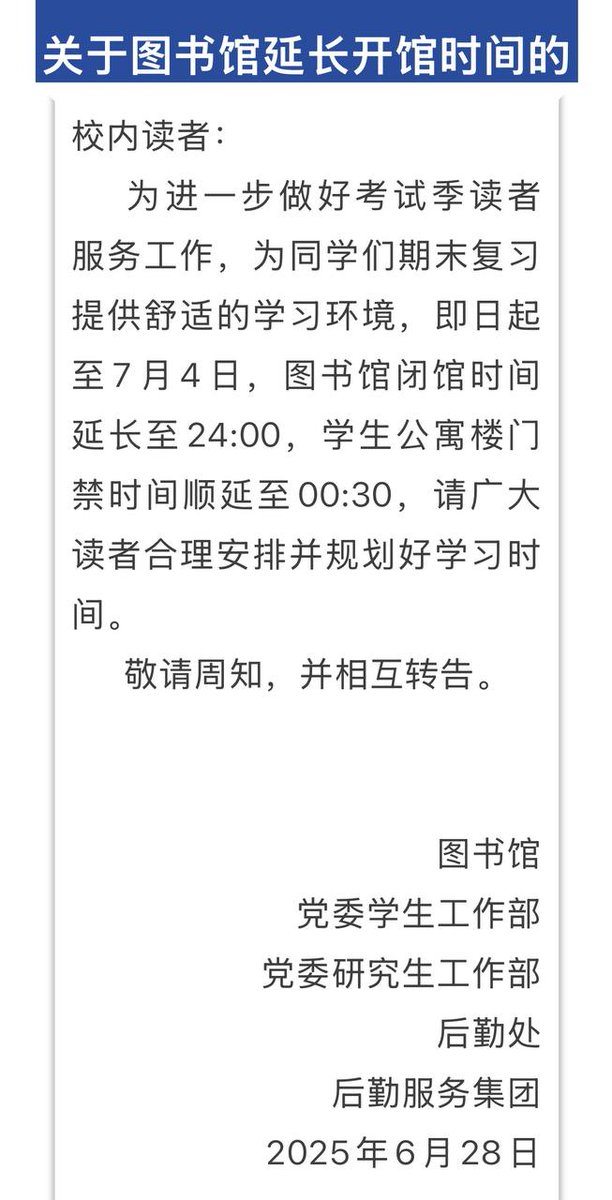 关于图书馆延长开馆时间的
校内读者：
为进一步做好考试季读者
服务工作，为同学们期末复习
提供舒适的学习环境，即日起
至7月4日，图书馆闭馆时间
延长至24:00，学生公寓楼门
禁时间顺延至00:30，请广大
读者合理安排并规划好学习时
间。
敬请周知，并相互转告。
图书馆
党委学生工作部
党委研究生工作部
后勤处
后勤服务集团
2025年6月28日